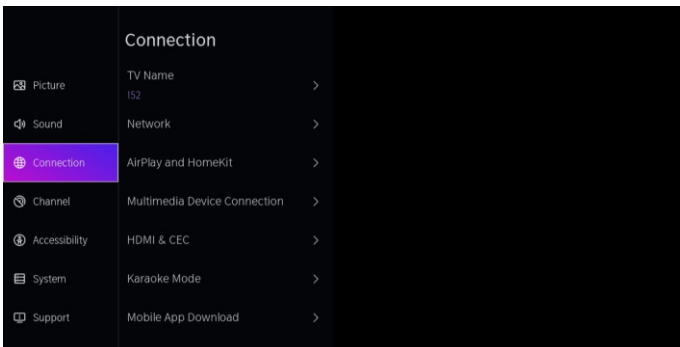 Connection
Picture
Sound
Connection
Channel
Accessibility
System
Support
TV Name
152
Network
AirPlay and HomeKit
Multimedia Device Connection
HDMI & CEC
Karaoke Mode
Mobile App Download